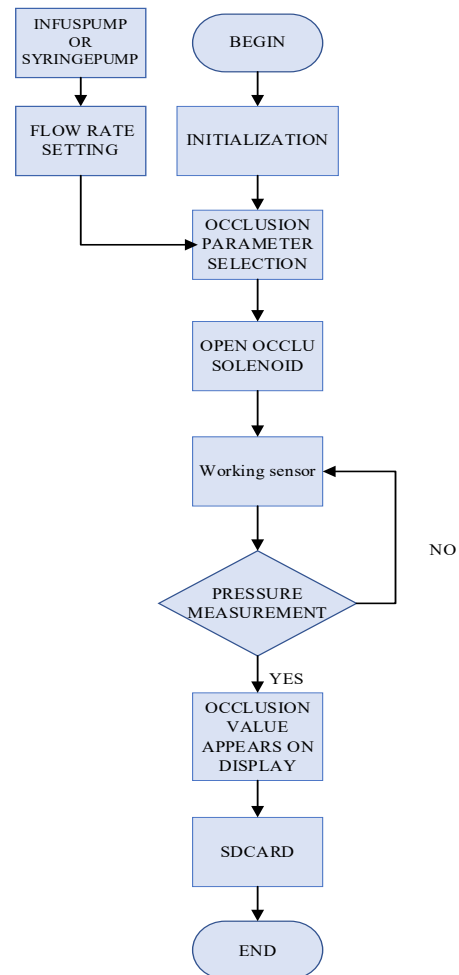 INFUSPUMP
OR
SYRINGEPUMP
BEGIN
FLOW RATE
SETTING
INITIALIZATION
OCCLUSION
PARAMETER
SELECTION
OPEN OCCLU
SOLENOID
Working sensor
NO
PRESSURE
MEASUREMENT
YES
OCCLUSION
VALUE
APPEARS ON
DISPLAY
SDCARD
END